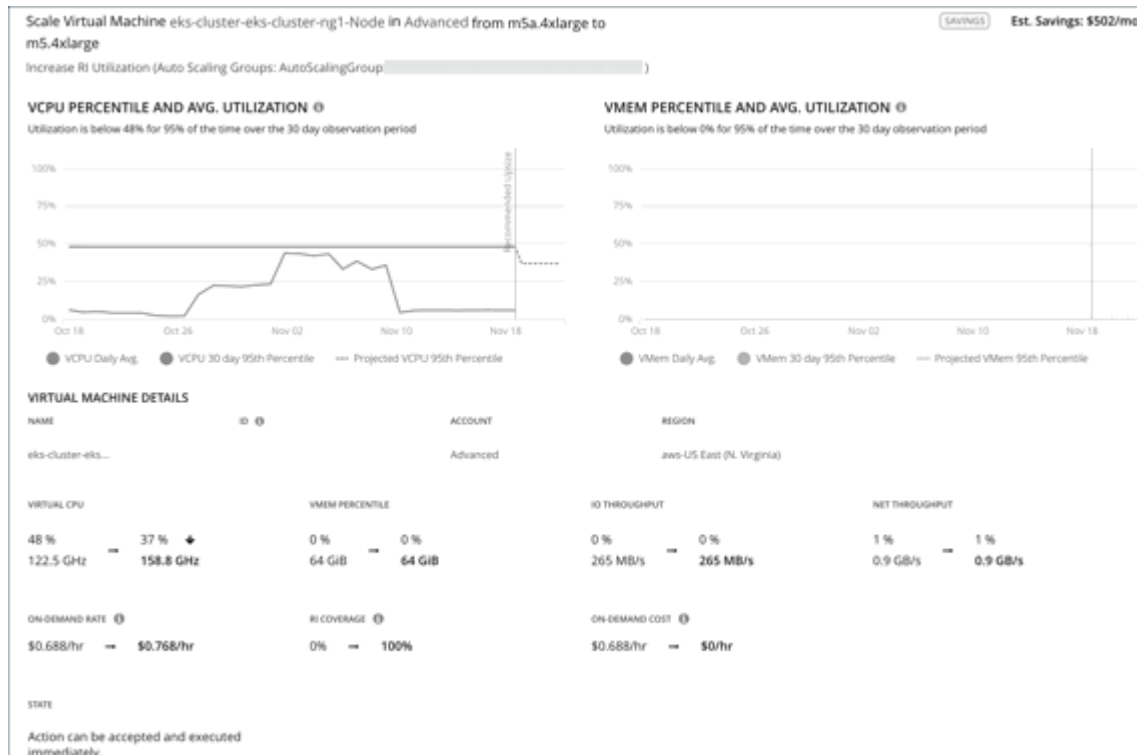 Scale Virtual Machine eks-cluster-eks-cluster-ng1-Node in Advanced from m5a.4xlarge to
m5.4xlarge
SAVINGS
Est. Savings: $502/mo
Increase RI Utilization (Auto Scaling Groups: AutoScalingGroup )
VCPU PERCENTILE AND AVG. UTILIZATION
Utilization is below 48% for 95% of the time over the 30 day observation period
100%
75%
50%
25%
0%
Recommended Upsize
Oct 18 Oct 26 Nov 02 Nov 10 Nov 18
VCPU Daily Avg. VCPU 30 day 95th Percentile Projected VCPU 95th Percentile
VMEM PERCENTILE AND AVG. UTILIZATION
Utilization is below 0% for 95% of the time over the 30 day observation period
100%
75%
50%
25%
0%
Oct 18 Oct 26 Nov 02 Nov 10 Nov 18
VMem Daily Avg. VMem 30 day 95th Percentile Projected VMem 95th Percentile
VIRTUAL MACHINE DETAILS
NAME ID ACCOUNT REGION
eks-cluster-eks... Advanced aws-US East (N. Virginia)
VIRTUAL CPU VMEM PERCENTILE IO THROUGHPUT NET THROUGHPUT
48 % → 37 % 0 % → 0 % 0 % → 0 % 1 % → 1 %
122.5 GHz 158.8 GHz 64 GiB 64 GiB 265 MB/s 265 MB/s 0.9 GB/s 0.9 GB/s
ON-DEMAND RATE RI COVERAGE ON-DEMAND COST
$0.688/hr → $0.768/hr 0% → 100% $0.688/hr → $0/hr
STATE
Action can be accepted and executed
immediately.